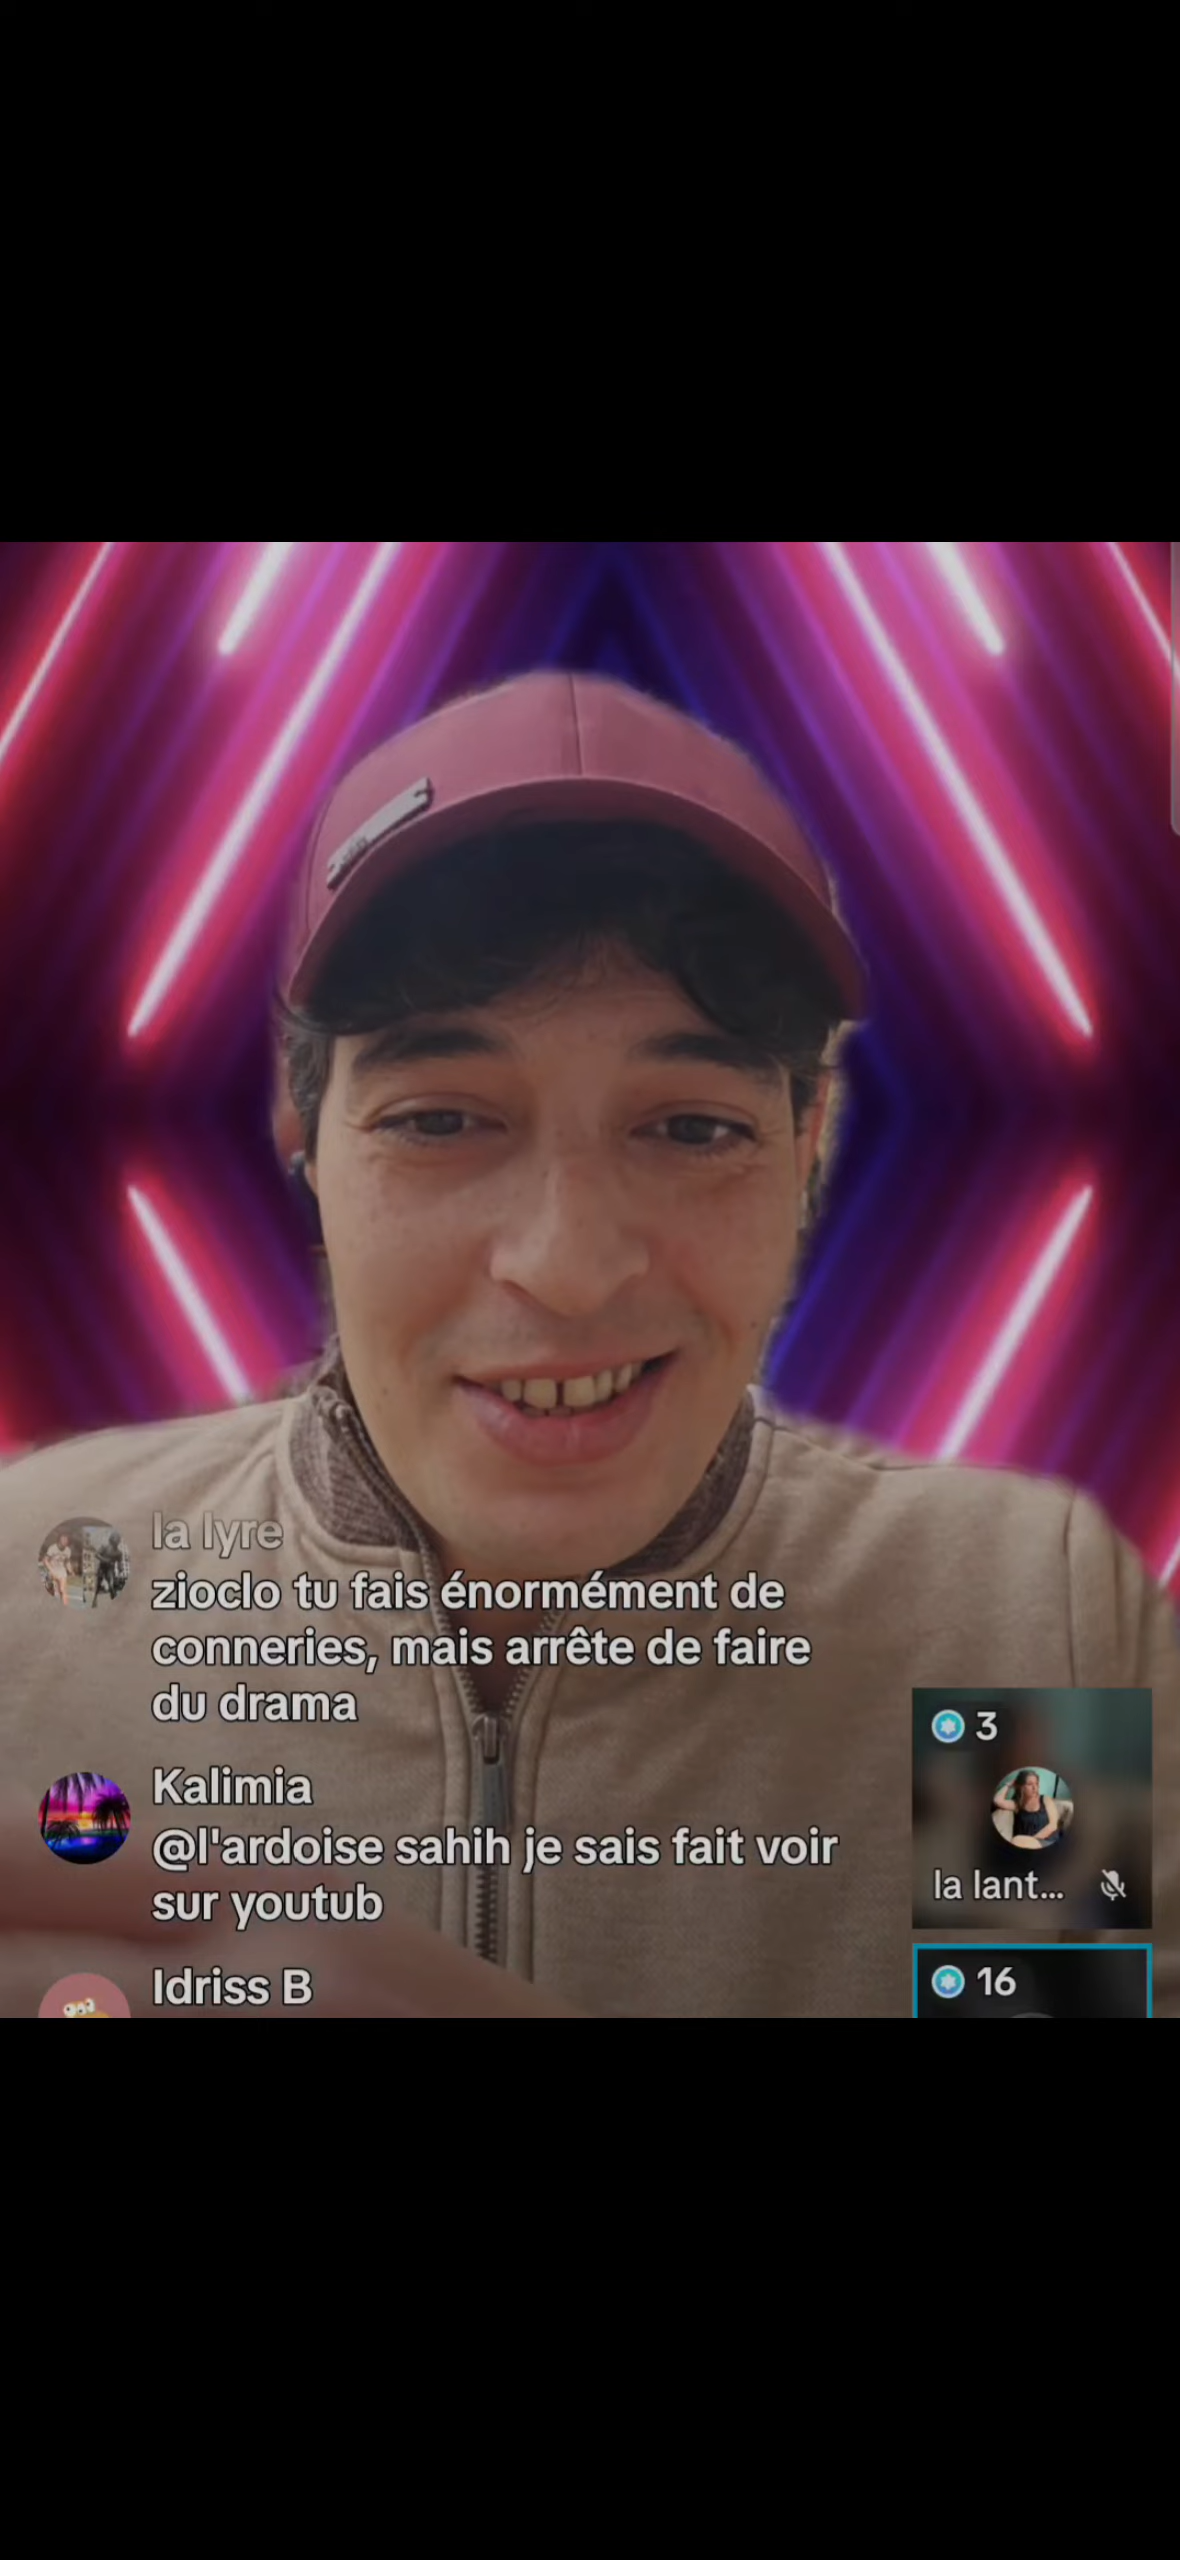 la lyre
zioclo tu fais énormément de
conneries, mais arrête de faire
du drama
Kalimia
@l'ardoise sahih je sais fait voir
sur youtub
Idriss B
3
la lant...
16